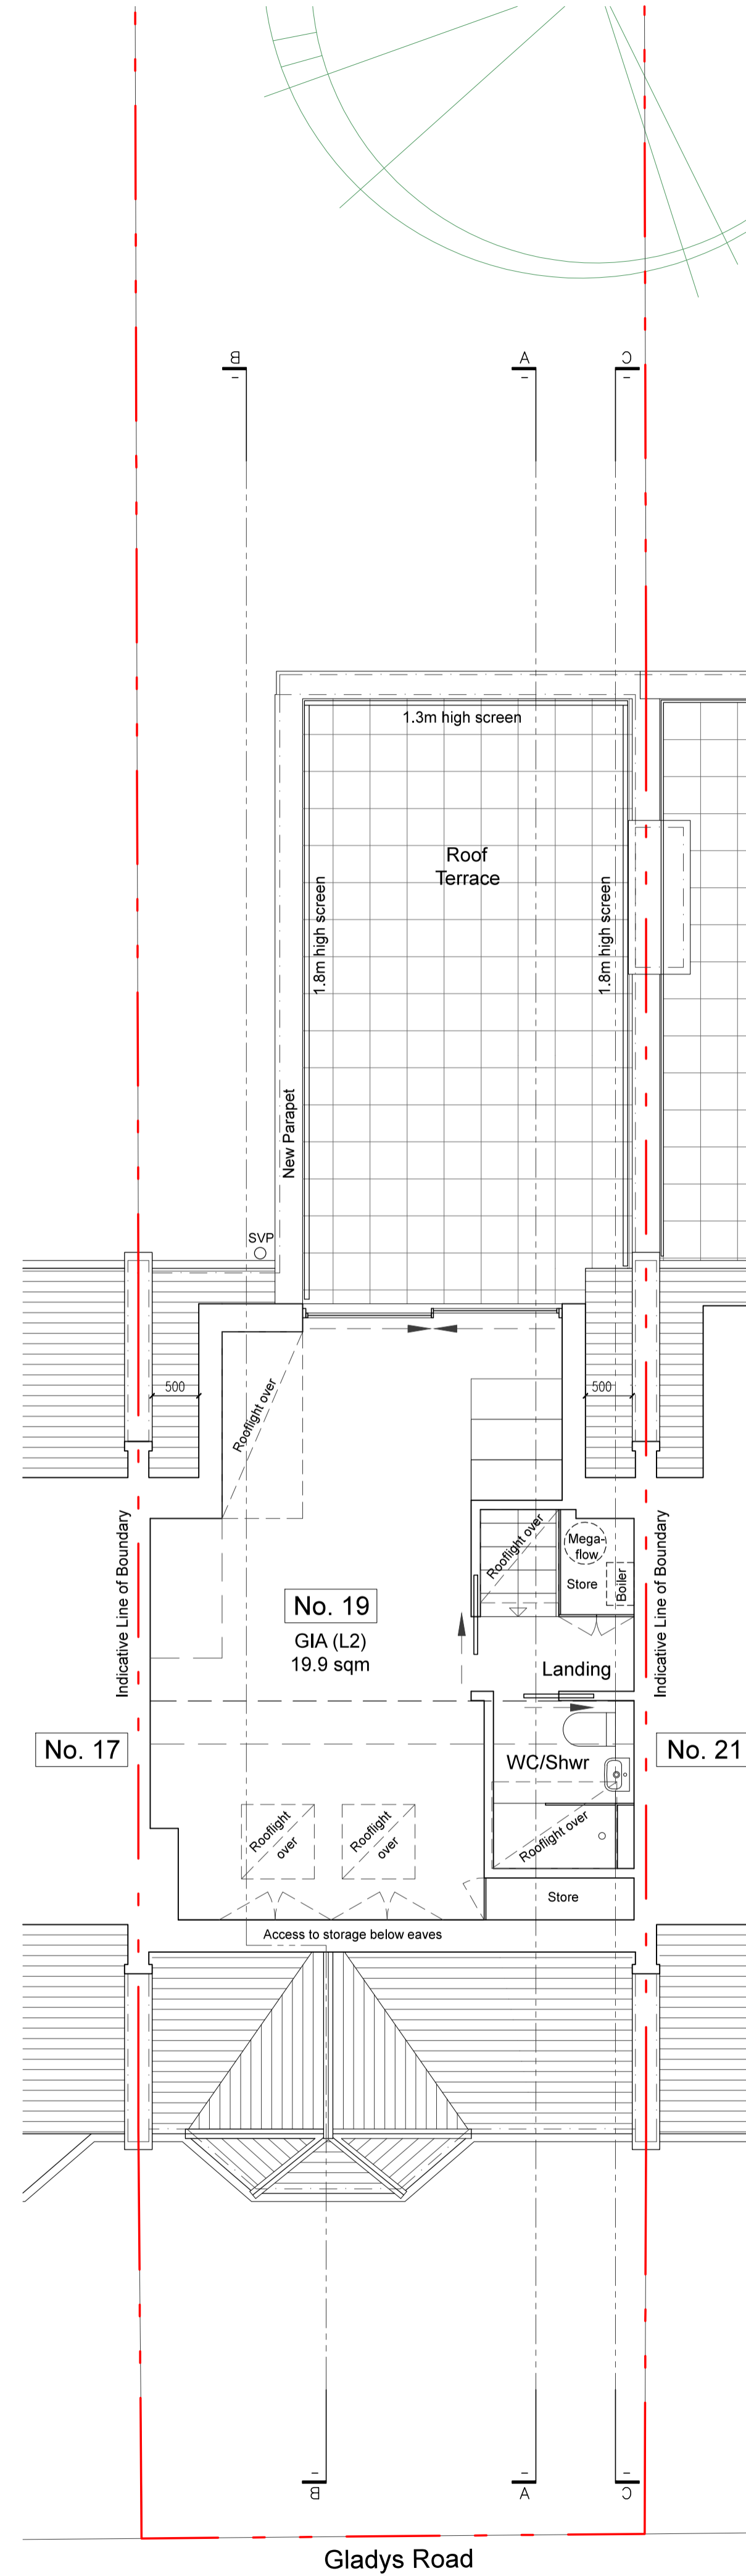 B
A
C
-
-
-
1.3m high screen
Roof
Terrace
1.8m high screen
1.8m high screen
New Parapet
SVP
500
500
Rooflight over
Indicative Line of Boundary
Indicative Line of Boundary
Rooflight over
Mega-
flow
Store
Boiler
No. 19
GIA (L2)
19.9 sqm
Landing
No. 17
No. 21
WC/Shwr
Rooflight
over
Rooflight
over
Rooflight over
Store
Access to storage below eaves
-
-
-
B
A
C
Gladys Road